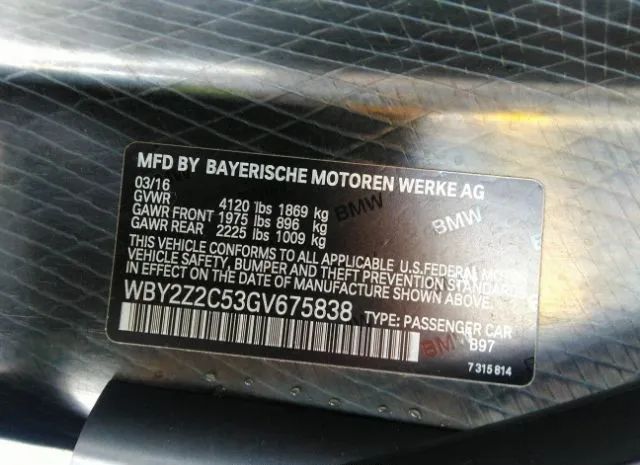 MFD BY BAYERISCHE MOTOREN WERKE AG
03/16
GVWR 4120 lbs 1869 kg
GAWR FRONT 1975 lbs 896 kg
GAWR REAR 2225 lbs 1009 kg
BMW
BMW
THIS VEHICLE CONFORMS TO ALL APPLICABLE U.S. FEDERAL MOTOR
VEHICLE SAFETY, BUMPER AND THEFT PREVENTION STANDARDS
IN EFFECT ON THE DATE OF MANUFACTURE SHOWN ABOVE.
WBY2Z2C53GV675838 TYPE: PASSENGER CAR
BMW
B97
7 315 814